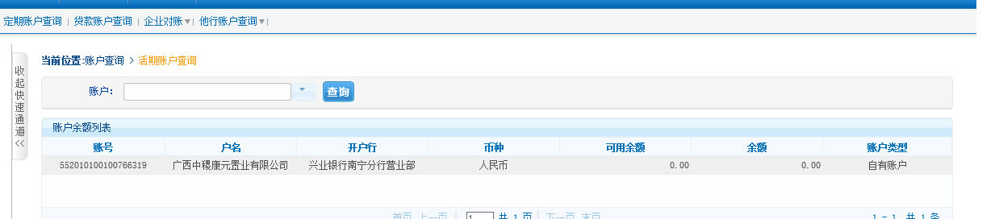 定期账户查询 | 贷款账户查询 | 企业对账▼| 他行账户查询▼|
当前位置:账户查询 > 活期账户查询
收起快速通道 <<
账户: 查询
账户余额列表
账号 户名 开户行 币种 可用余额 余额 账户类型
552010100100766319 广西中稷康元置业有限公司 兴业银行南宁分行营业部 人民币 0.00 0.00 自有账户
首页 上一页 1 共 1 页 下一页 末页 1 - 1 共 1 条